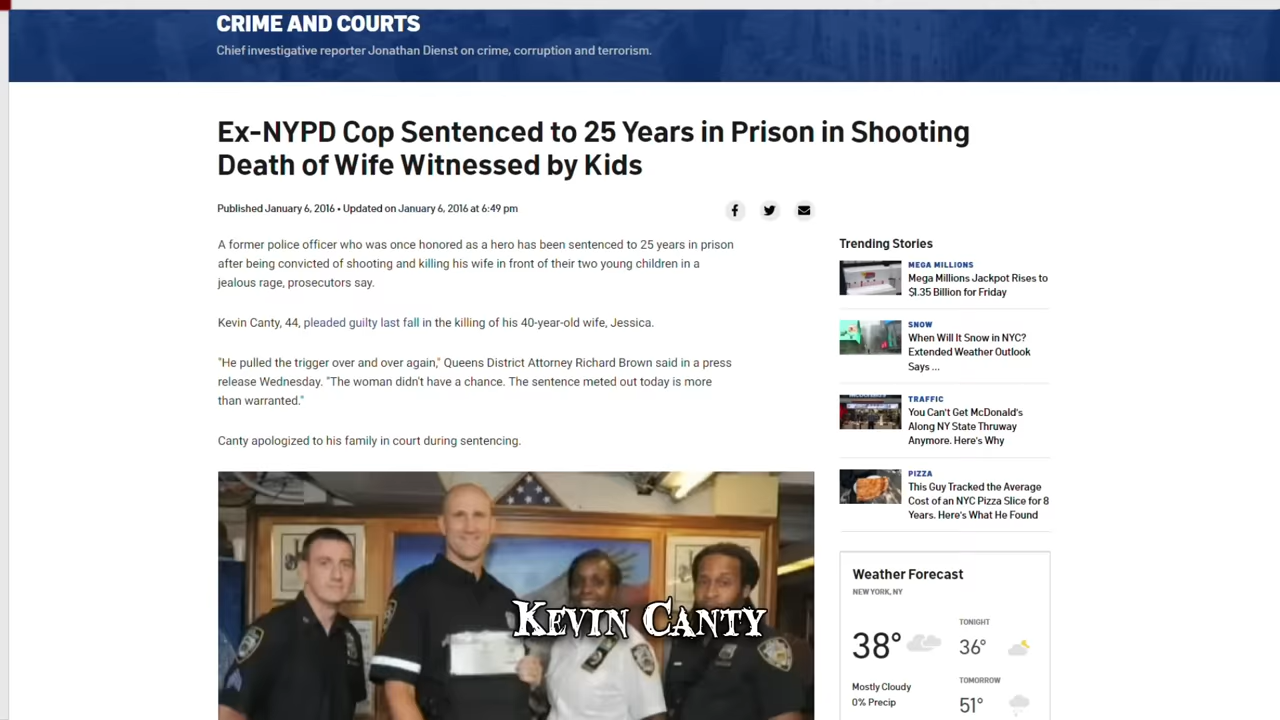 CRIME AND COURTS
Chief investigative reporter Jonathan Dienst on crime, corruption and terrorism.
Ex-NYPD Cop Sentenced to 25 Years in Prison in Shooting
Death of Wife Witnessed by Kids
Published January 6, 2016 • Updated on January 6, 2016 at 6:49 pm
A former police officer who was once honored as a hero has been sentenced to 25 years in prison
after being convicted of shooting and killing his wife in front of their two young children in a
jealous rage, prosecutors say.
Kevin Canty, 44, pleaded guilty last fall in the killing of his 40-year-old wife, Jessica.
"He pulled the trigger over and over again," Queens District Attorney Richard Brown said in a press
release Wednesday. "The woman didn't have a chance. The sentence meted out today is more
than warranted."
Canty apologized to his family in court during sentencing.
KEVIN CANTY
Trending Stories
MEGA MILLIONS
Mega Millions Jackpot Rises to
$1.35 Billion for Friday
SNOW
When Will It Snow in NYC?
Extended Weather Outlook
Says ...
TRAFFIC
You Can't Get McDonald's
Along NY State Thruway
Anymore. Here's Why
PIZZA
This Guy Tracked the Average
Cost of an NYC Pizza Slice for 8
Years. Here's What He Found
Weather Forecast
NEW YORK, NY
38°
Mostly Cloudy
0% Precip
TONIGHT
36°
TOMORROW
51°